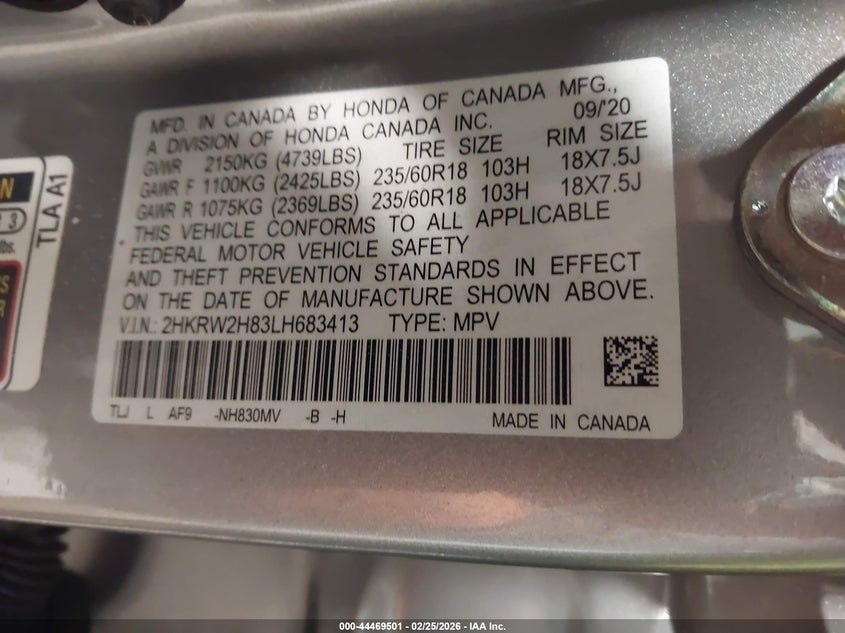 MFD. IN CANADA BY HONDA OF CANADA MFG.,
A DIVISION OF HONDA CANADA INC. 09/'20
GVWR 2150KG (4739LBS) TIRE SIZE RIM SIZE
GAWR F 1100KG (2425LBS) 235/60R18 103H 18X7.5J
GAWR R 1075KG (2369LBS) 235/60R18 103H 18X7.5J
THIS VEHICLE CONFORMS TO ALL APPLICABLE
FEDERAL MOTOR VEHICLE SAFETY
AND THEFT PREVENTION STANDARDS IN EFFECT
ON THE DATE OF MANUFACTURE SHOWN ABOVE.
V.I.N.: 2HKRW2H83LH683413 TYPE: MPV
TLJ L AF9 -NH830MV -B -H MADE IN CANADA
TLA A1
3
lbs.
000-44469501 - 02/25/2026 - IAA Inc.